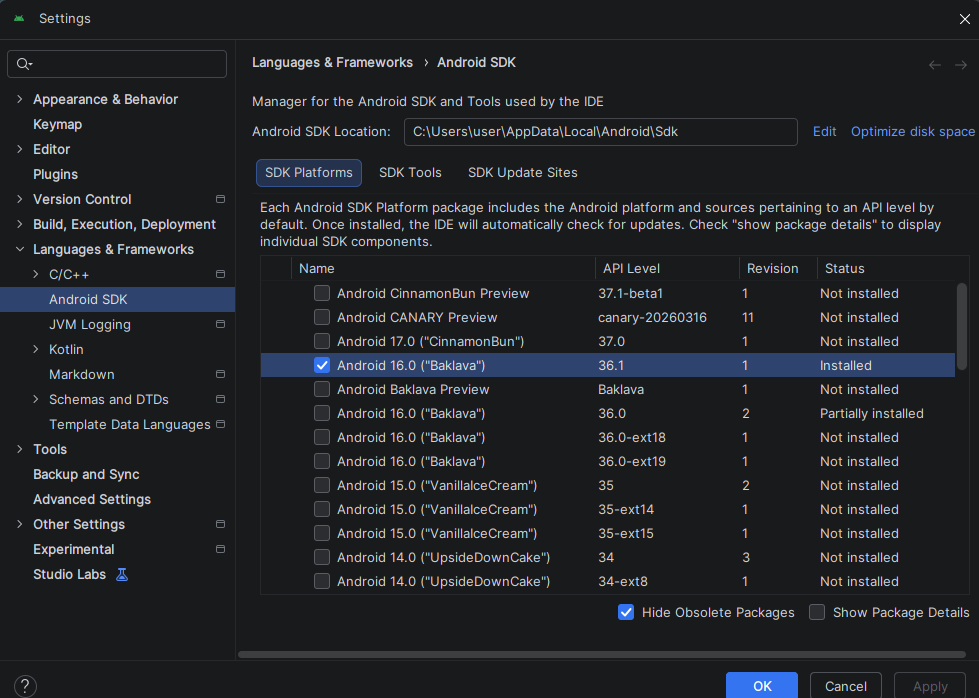 Settings
Languages & Frameworks › Android SDK
Manager for the Android SDK and Tools used by the IDE
Android SDK Location: C:\Users\user\AppData\Local\Android\Sdk Edit Optimize disk space
SDK Platforms SDK Tools SDK Update Sites
Each Android SDK Platform package includes the Android platform and sources pertaining to an API level by
default. Once installed, the IDE will automatically check for updates. Check "show package details" to display
individual SDK components.
Appearance & Behavior
Keymap
Editor
Plugins
Version Control
Build, Execution, Deployment
Languages & Frameworks
C/C++
Android SDK
JVM Logging
Kotlin
Markdown
Schemas and DTDs
Template Data Languages
Tools
Backup and Sync
Advanced Settings
Other Settings
Experimental
Studio Labs
Name API Level Revision Status
Android CinnamonBun Preview 37.1-beta1 1 Not installed
Android CANARY Preview canary-20260316 11 Not installed
Android 17.0 ("CinnamonBun") 37.0 1 Not installed
Android 16.0 ("Baklava") 36.1 1 Installed
Android Baklava Preview Baklava 1 Not installed
Android 16.0 ("Baklava") 36.0 2 Partially installed
Android 16.0 ("Baklava") 36.0-ext18 1 Not installed
Android 16.0 ("Baklava") 36.0-ext19 1 Not installed
Android 15.0 ("VanillaIceCream") 35 2 Not installed
Android 15.0 ("VanillaIceCream") 35-ext14 1 Not installed
Android 15.0 ("VanillaIceCream") 35-ext15 1 Not installed
Android 14.0 ("UpsideDownCake") 34 3 Not installed
Android 14.0 ("UpsideDownCake") 34-ext8 1 Not installed
Hide Obsolete Packages Show Package Details
? OK Cancel Apply